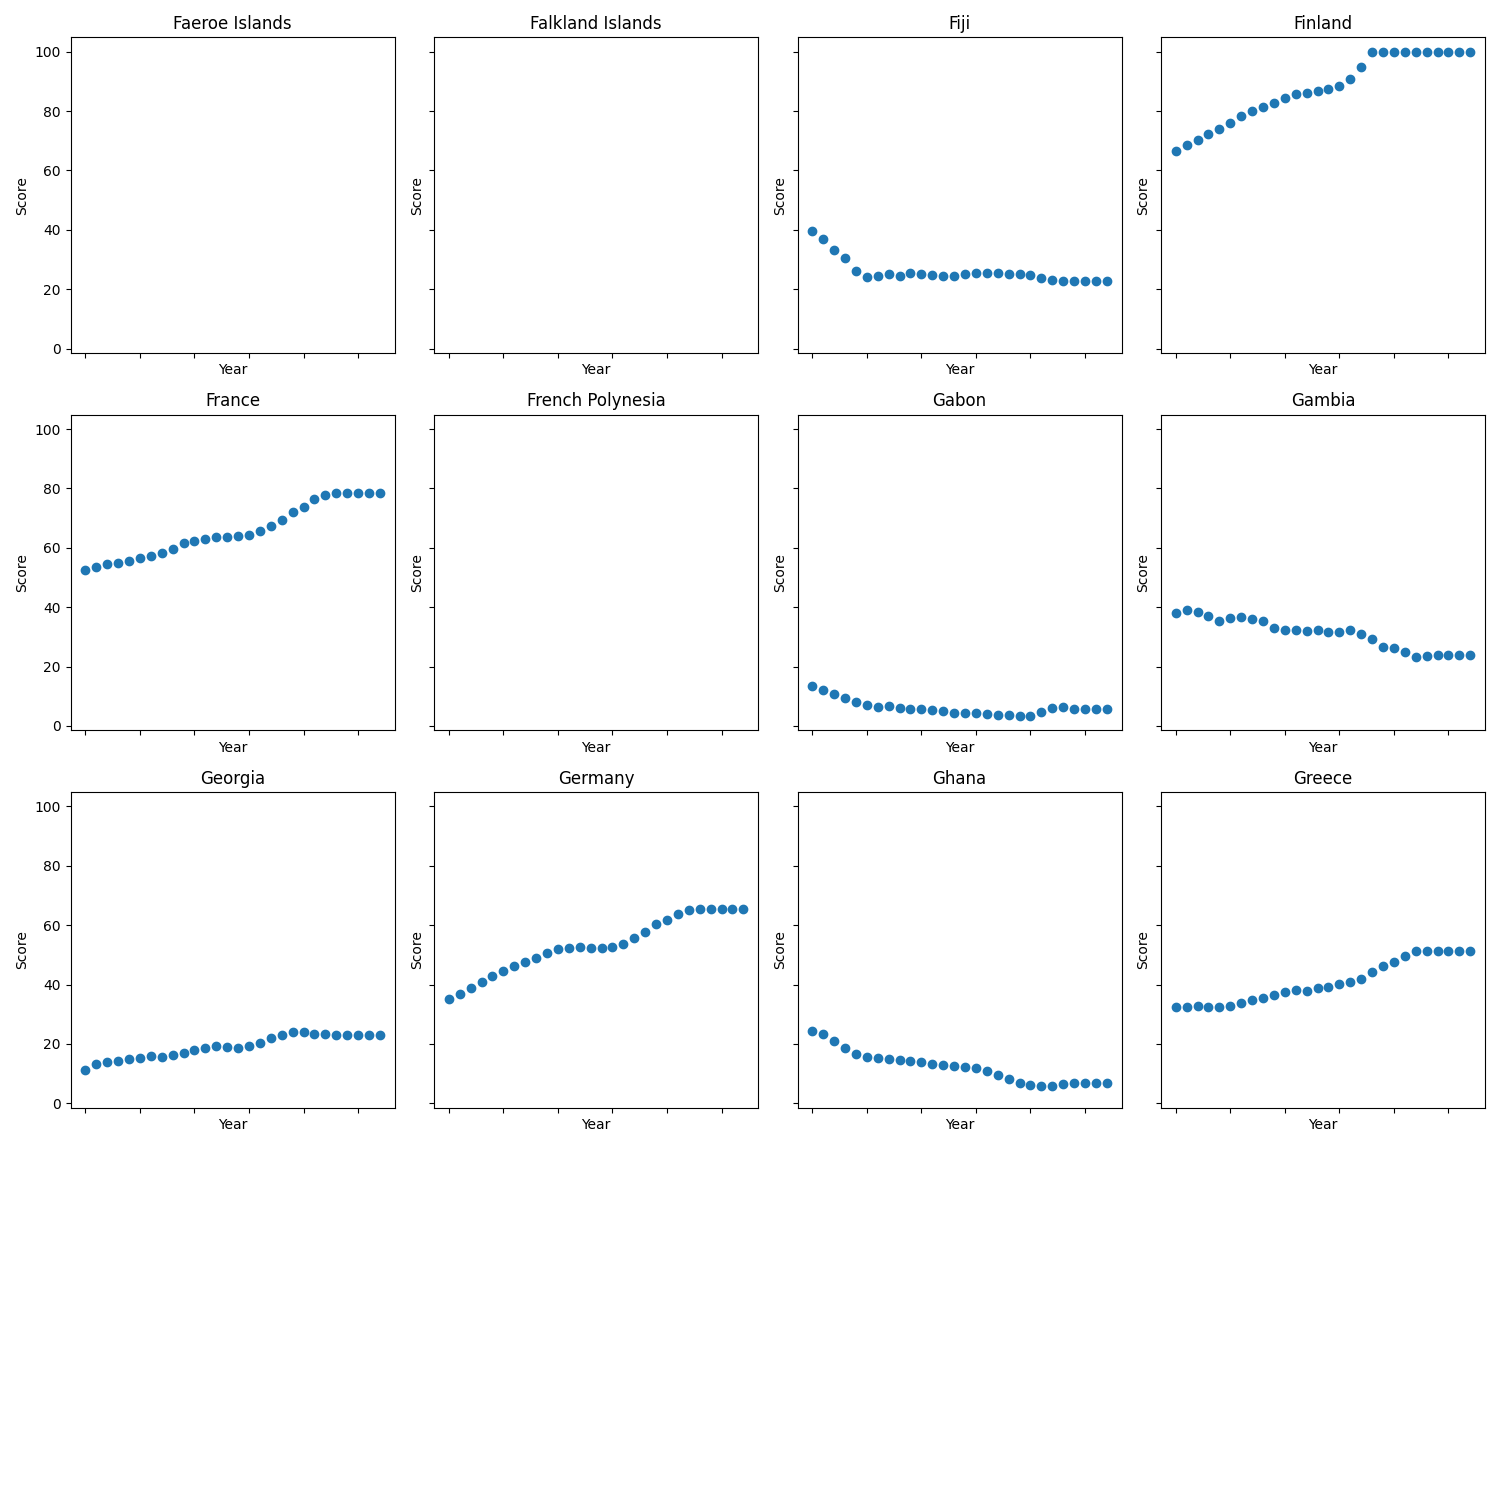 Faeroe Islands Falkland Islands Fiji Finland
100
80
60
40
20
0
Score Score Score Score
Year Year Year Year
France French Polynesia Gabon Gambia
100
80
60
40
20
0
Score Score Score Score
Year Year Year Year
Georgia Germany Ghana Greece
100
80
60
40
20
0
Score Score Score Score
Year Year Year Year